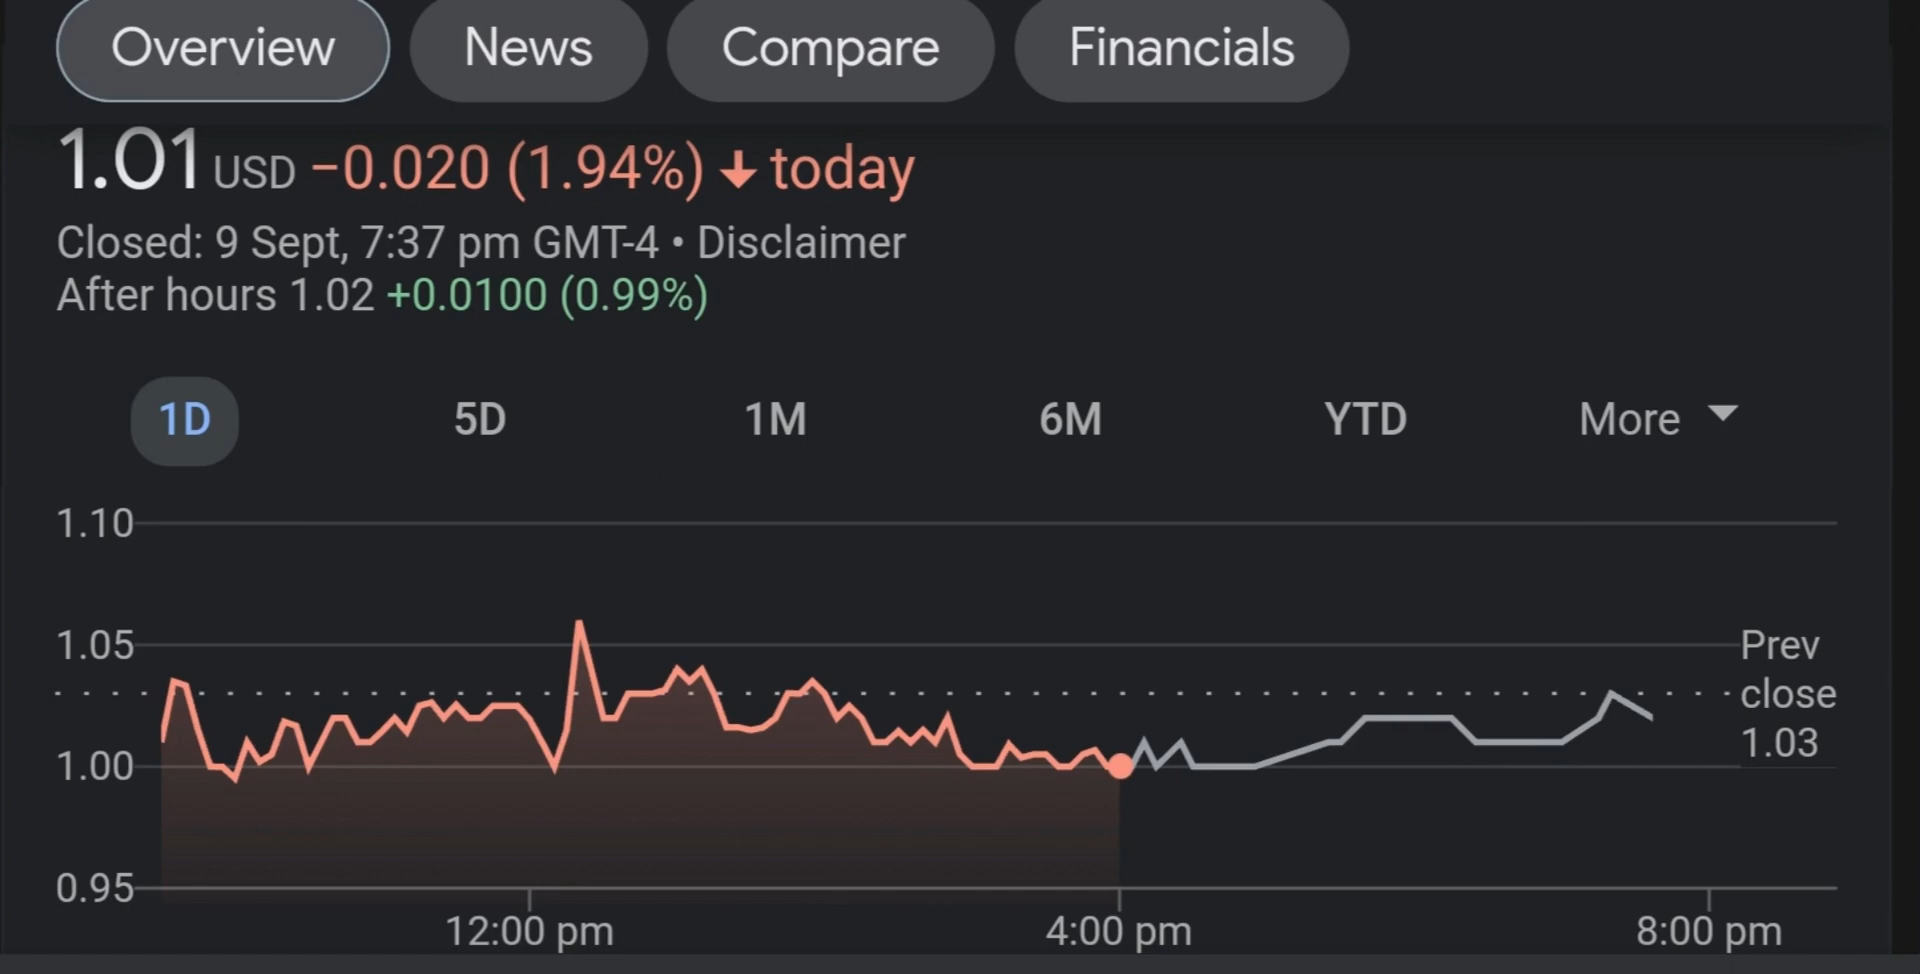 Overview News Compare Financials
1.01 USD −0.020 (1.94%) ↓ today
Closed: 9 Sept, 7:37 pm GMT-4 • Disclaimer
After hours 1.02 +0.0100 (0.99%)
1D 5D 1M 6M YTD More
1.10
1.05
1.00
0.95
Prev
close
1.03
12:00 pm 4:00 pm 8:00 pm